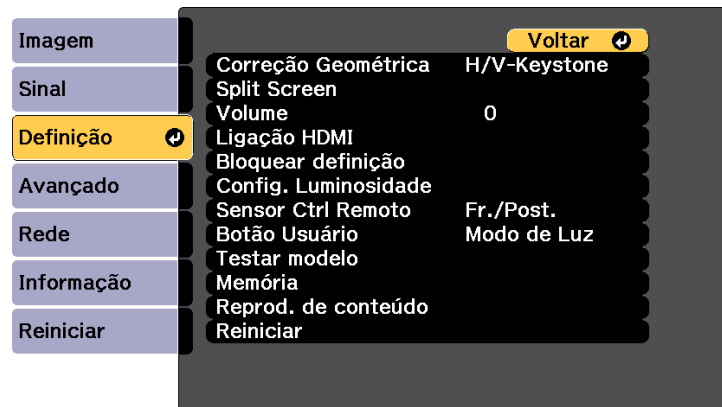 Imagem
Sinal
Definição
Avançado
Rede
Informação
Reiniciar
Voltar
Correção Geométrica H/V-Keystone
Split Screen
Volume 0
Ligação HDMI
Bloquear definição
Config. Luminosidade
Sensor Ctrl Remoto Fr./Post.
Botão Usuário Modo de Luz
Testar modelo
Memória
Reprod. de conteúdo
Reiniciar